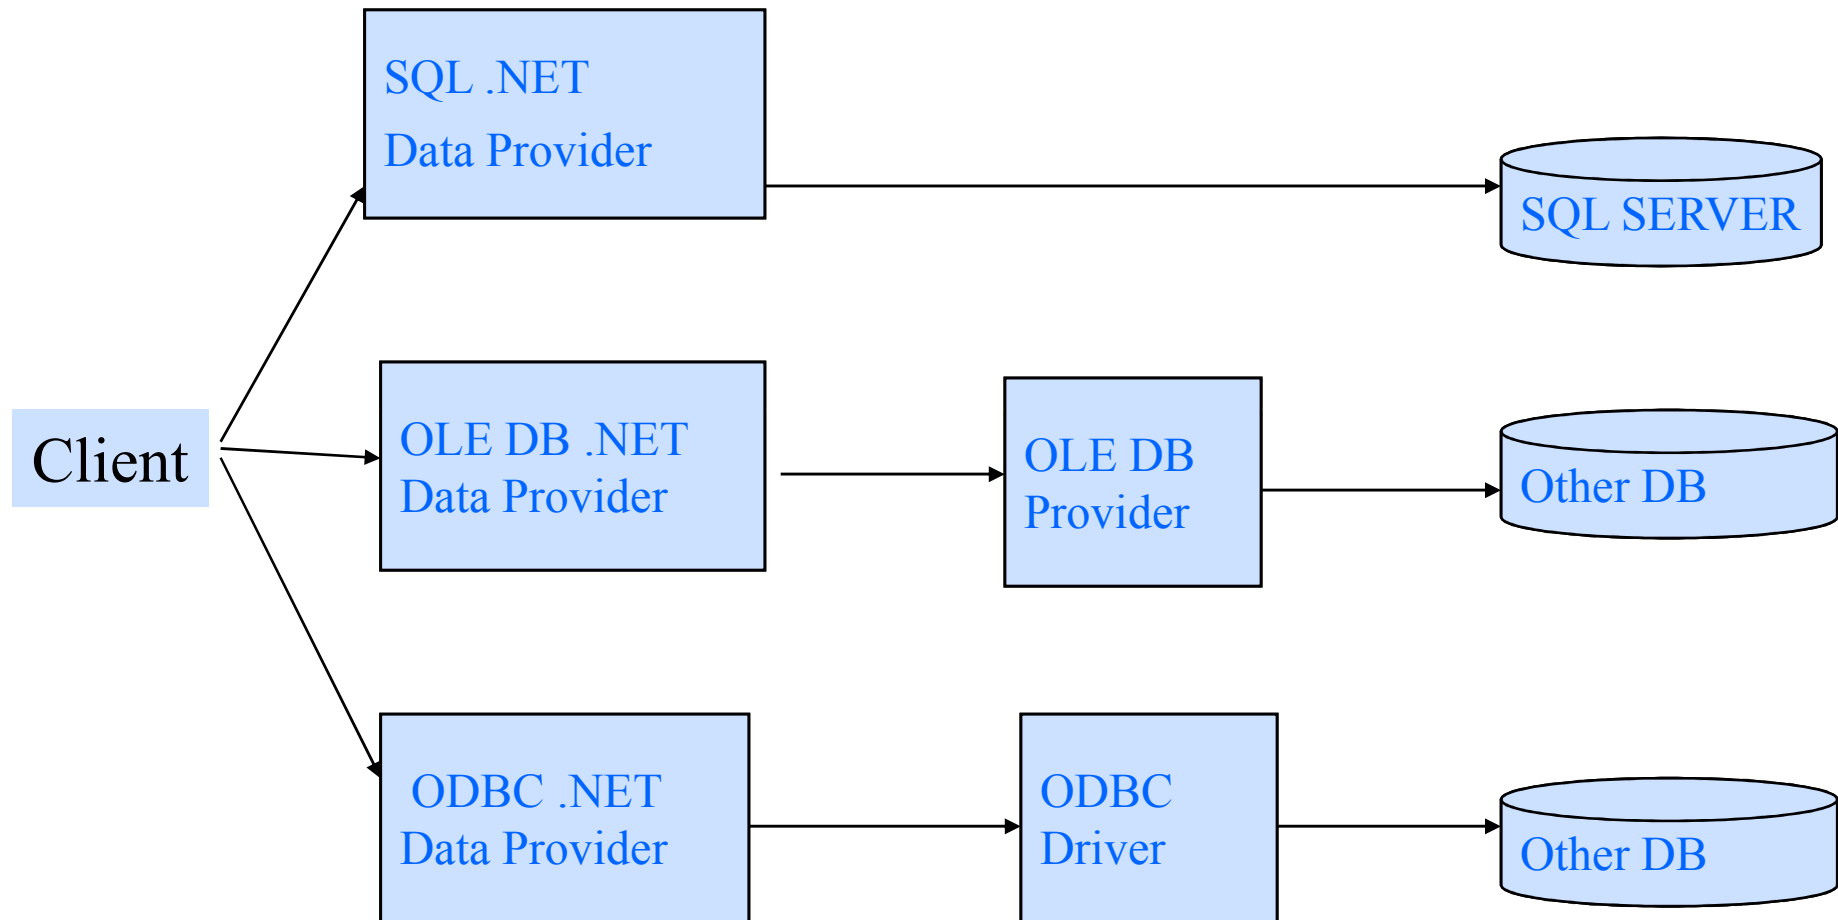 SQL .NET
Data Provider
SQL SERVER
Client
OLE DB .NET
Data Provider
OLE DB
Provider
Other DB
ODBC .NET
Data Provider
ODBC
Driver
Other DB